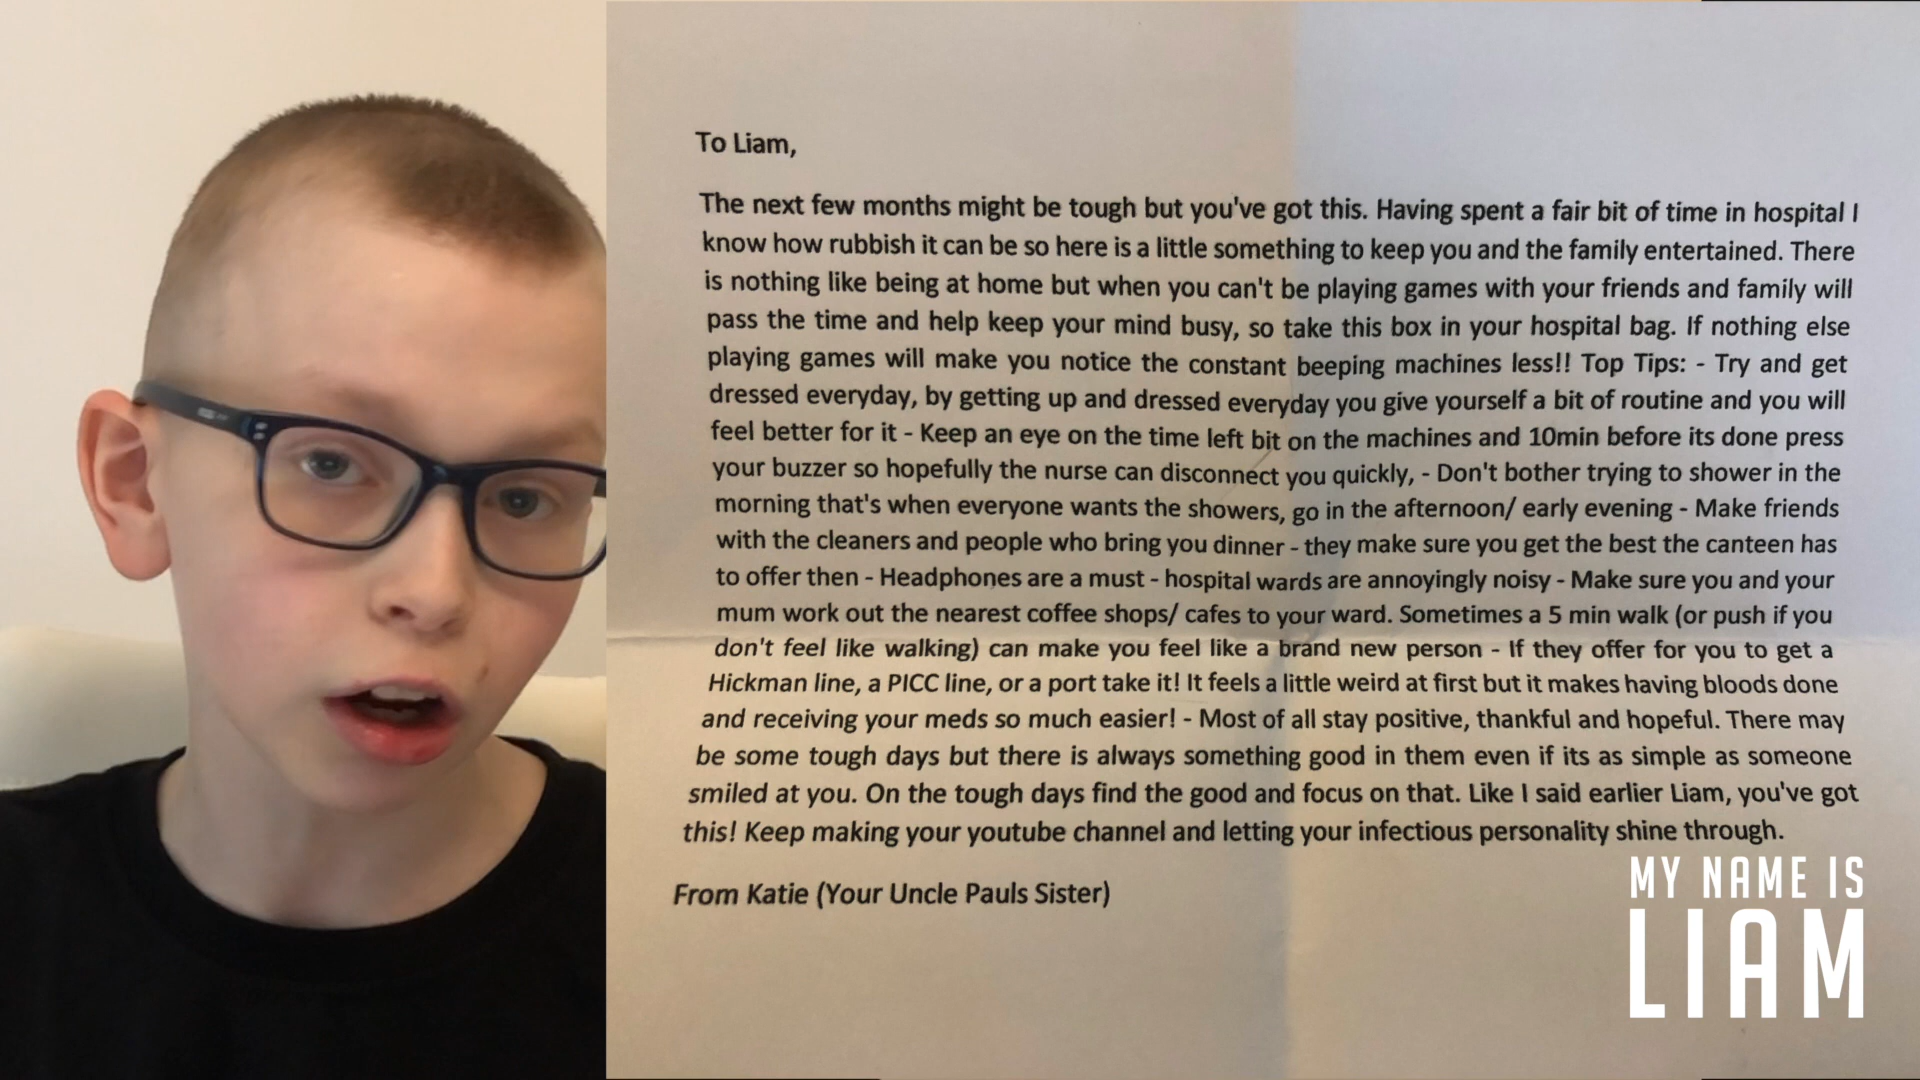 To Liam,
The next few months might be tough but you've got this. Having spent a fair bit of time in hospital I
know how rubbish it can be so here is a little something to keep you and the family entertained. There
is nothing like being at home but when you can't be playing games with your friends and family will
pass the time and help keep your mind busy, so take this box in your hospital bag. If nothing else
playing games will make you notice the constant beeping machines less!! Top Tips: - Try and get
dressed everyday, by getting up and dressed everyday you give yourself a bit of routine and you will
feel better for it - Keep an eye on the time left bit on the machines and 10min before its done press
your buzzer so hopefully the nurse can disconnect you quickly, - Don't bother trying to shower in the
morning that's when everyone wants the showers, go in the afternoon/ early evening - Make friends
with the cleaners and people who bring you dinner - they make sure you get the best the canteen has
to offer then - Headphones are a must - hospital wards are annoyingly noisy - Make sure you and your
mum work out the nearest coffee shops/ cafes to your ward. Sometimes a 5 min walk (or push if you
don't feel like walking) can make you feel like a brand new person - If they offer for you to get a
Hickman line, a PICC line, or a port take it! It feels a little weird at first but it makes having bloods done
and receiving your meds so much easier! - Most of all stay positive, thankful and hopeful. There may
be some tough days but there is always something good in them even if its as simple as someone
smiled at you. On the tough days find the good and focus on that. Like I said earlier Liam, you've got
this! Keep making your youtube channel and letting your infectious personality shine through.
From Katie (Your Uncle Pauls Sister)
MY NAME IS
LIAM